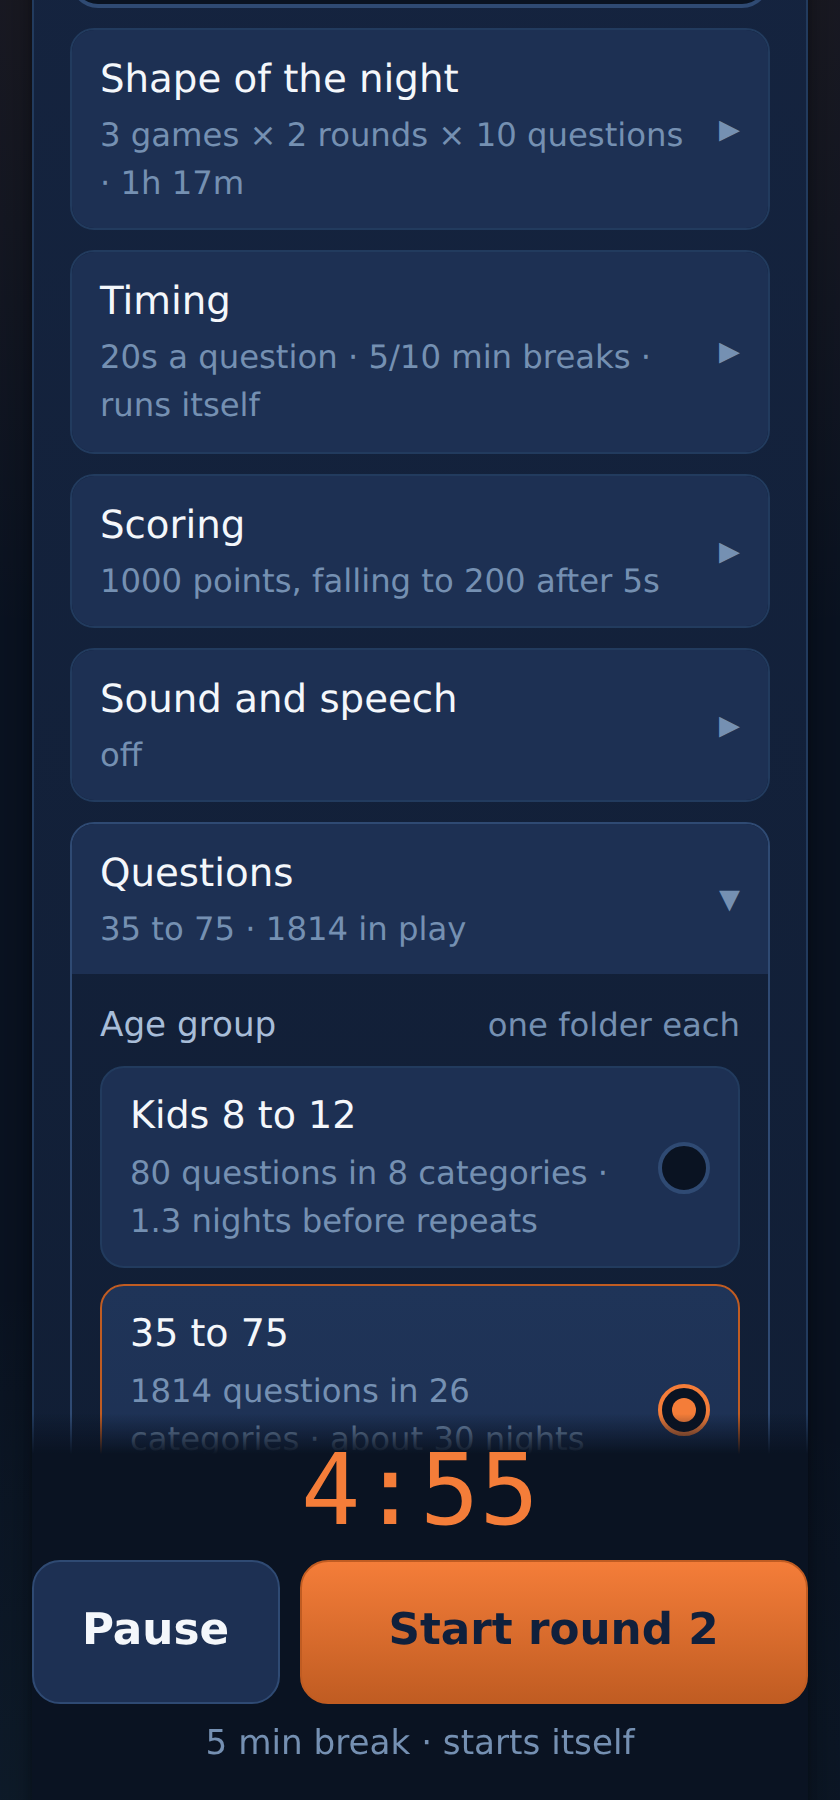 Shape of the night
3 games × 2 rounds × 10 questions
· 1h 17m
Timing
20s a question · 5/10 min breaks ·
runs itself
Scoring
1000 points, falling to 200 after 5s
Sound and speech
off
Questions
35 to 75 · 1814 in play
Age group one folder each
Kids 8 to 12
80 questions in 8 categories ·
1.3 nights before repeats
35 to 75
1814 questions in 26
categories · about 30 nights
4:55
Pause Start round 2
5 min break · starts itself